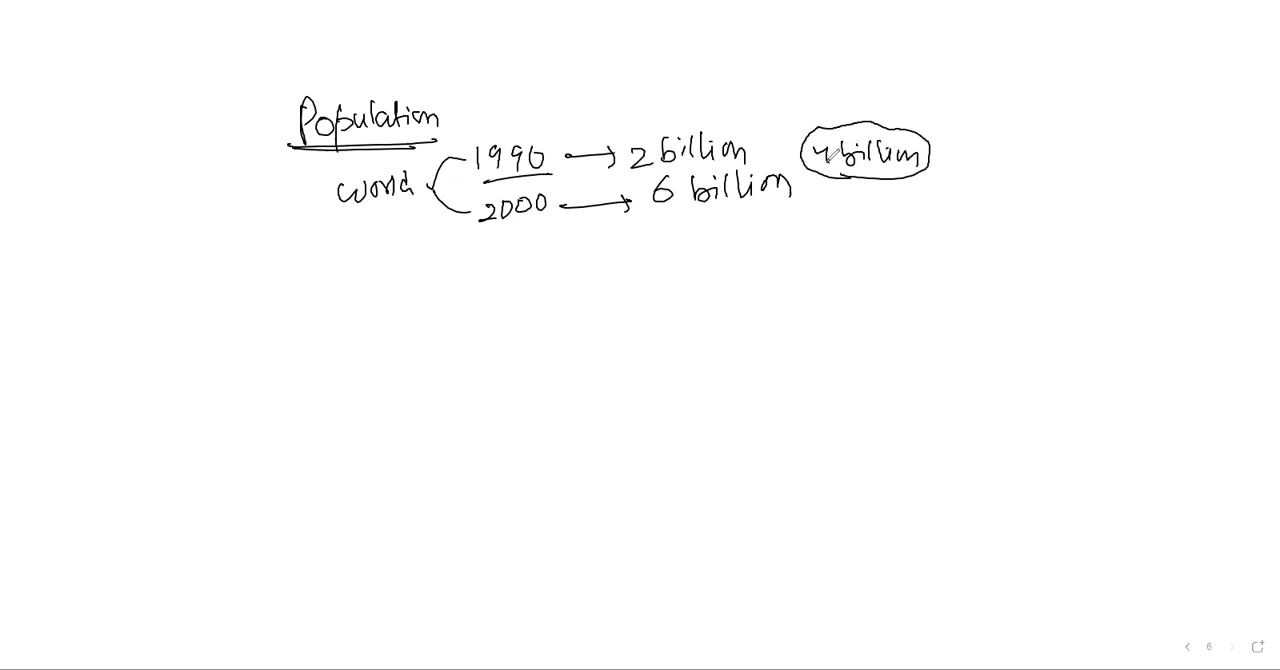 Population
World
1990 → 2 billion
4 billion
2000 → 6 billion
6